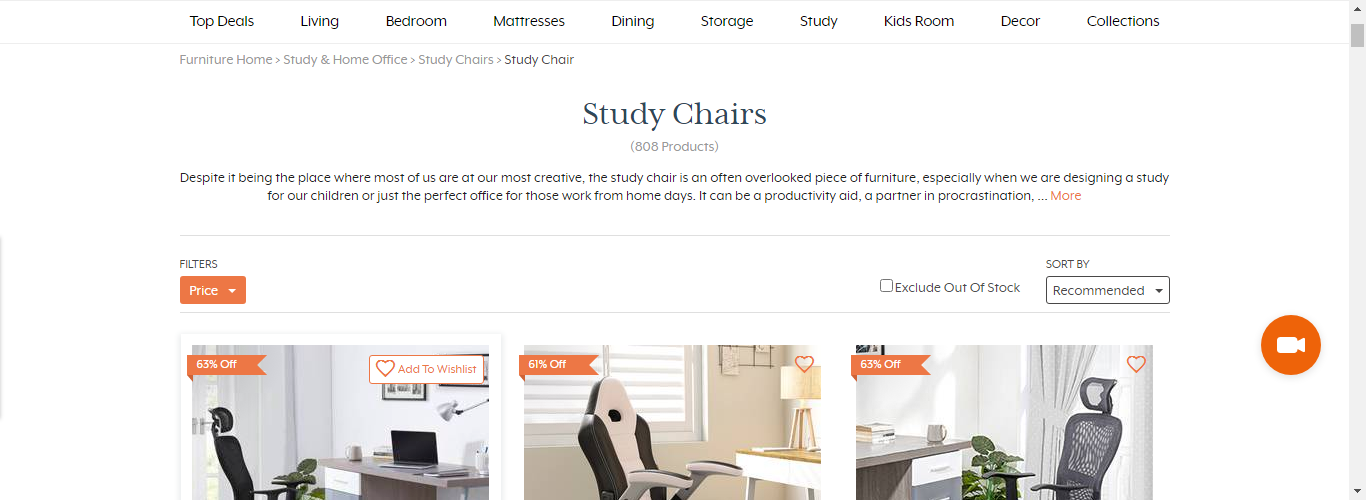 Top Deals Living Bedroom Mattresses Dining Storage Study Kids Room Decor Collections
Furniture Home > Study & Home Office > Study Chairs > Study Chair
Study Chairs
(808 Products)
Despite it being the place where most of us are at our most creative, the study chair is an often overlooked piece of furniture, especially when we are designing a study
for our children or just the perfect office for those work from home days. It can be a productivity aid, a partner in procrastination, ... More
FILTERS
Price
Exclude Out Of Stock
SORT BY
Recommended
63% Off
Add To Wishlist
61% Off
63% Off